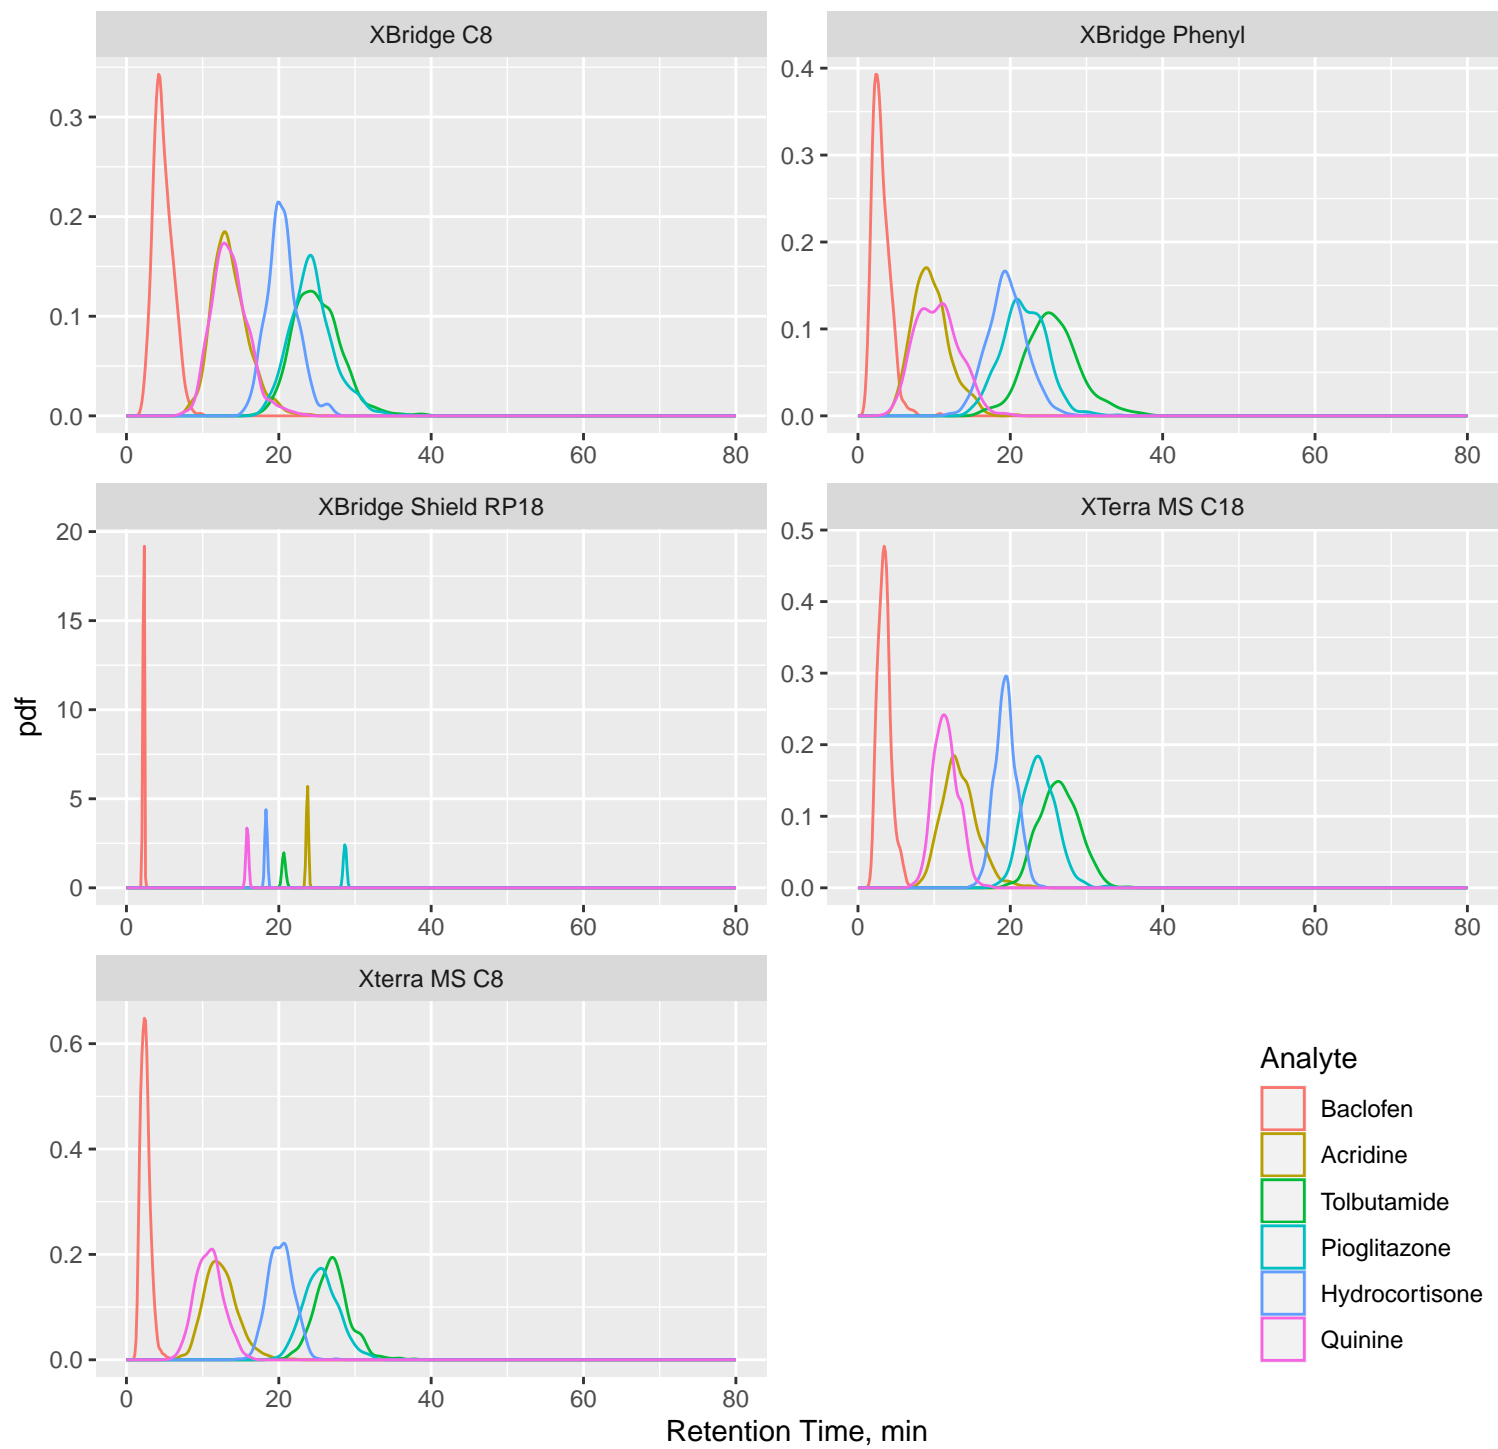 XBridge C8
XBridge Phenyl
0.3
0.2
0.1
0.0
0 20 40 60 80
0.4
0.3
0.2
0.1
0.0
0 20 40 60 80
XBridge Shield RP18
XTerra MS C18
20
15
10
5
0
0 20 40 60 80
0.5
0.4
0.3
0.2
0.1
0.0
0 20 40 60 80
pdf
Xterra MS C8
0.6
0.4
0.2
0.0
0 20 40 60 80
Retention Time, min
Analyte
Baclofen
Acridine
Tolbutamide
Pioglitazone
Hydrocortisone
Quinine